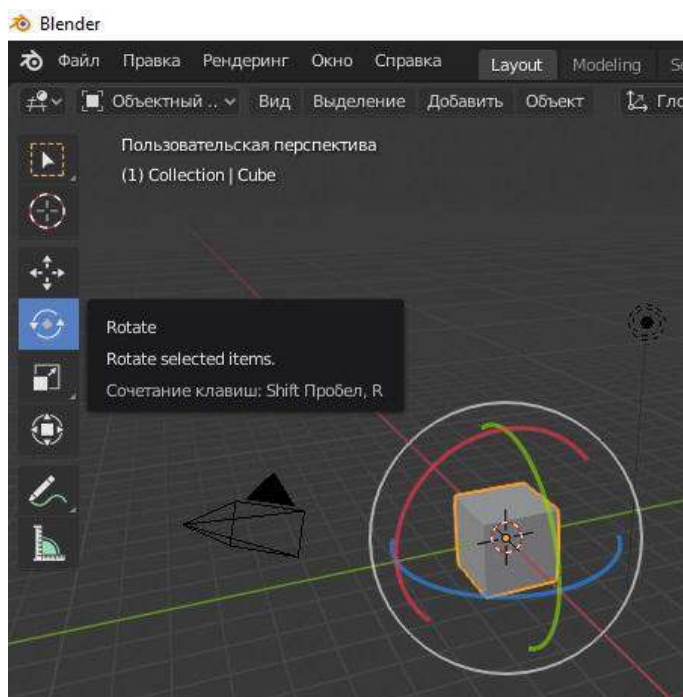 Blender
Файл Правка Рендеринг Окно Справка Layout Modeling
Объектный .. Вид Выделение Добавить Объект
Пользовательская перспектива
(1) Collection | Cube
Rotate
Rotate selected items.
Сочетание клавиш: Shift Пробел, R